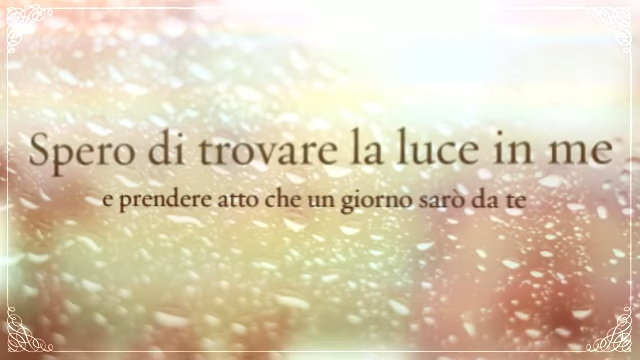 Spero di trovare la luce in me
e prendere atto che un giorno sarò da te